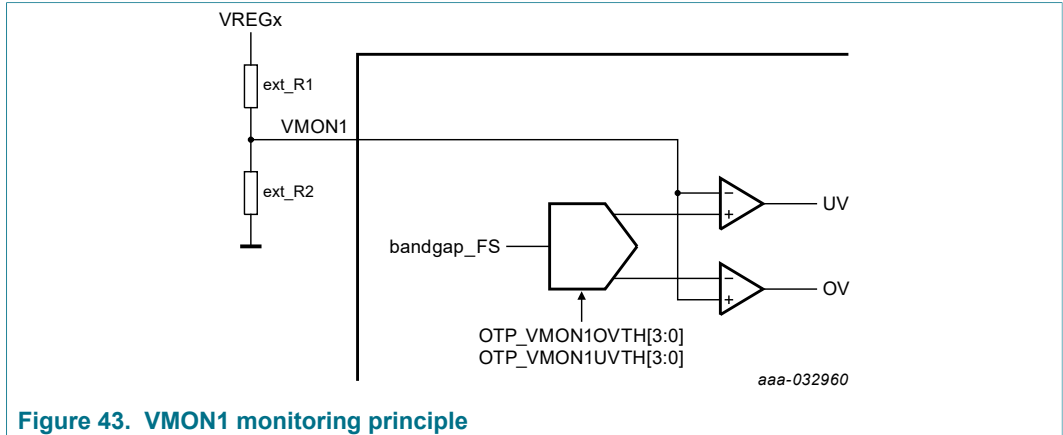 VREGx
ext_R1
VMON1
ext_R2
bandgap_FS
UV
OV
OTP_VMON1OVTH[3:0]
OTP_VMON1UVTH[3:0]
aaa-032960
Figure 43. VMON1 monitoring principle